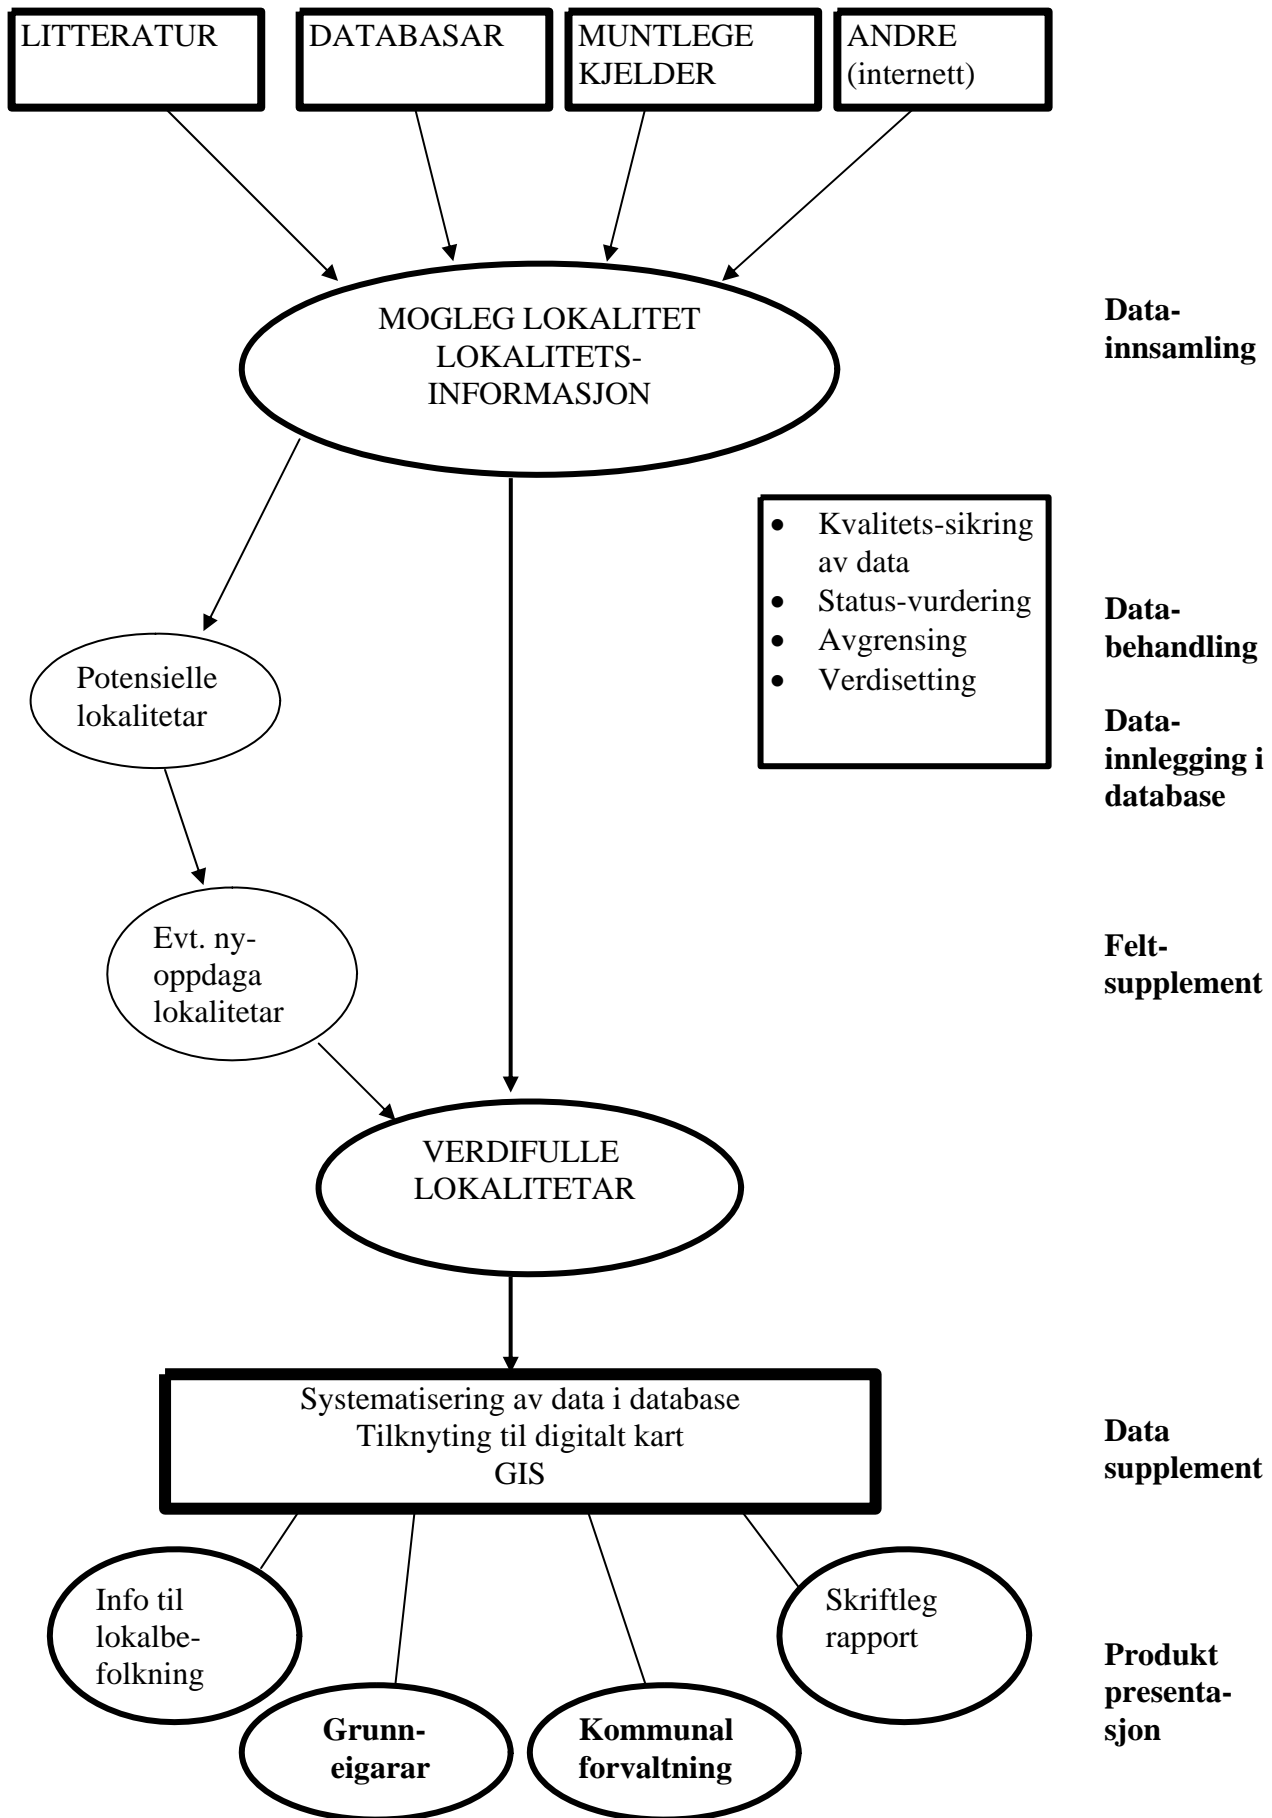 LITTERATUR
DATABASAR
MUNTLEGE
KJELDER
ANDRE
(internett)
MOGLEG LOKALITET
LOKALITETS-
INFORMASJON
Data-
innsamling
• Kvalitets-sikring
av data
• Status-vurdering
• Avgrensing
• Verdisetting
Data-
behandling
Data-
innlegging i
database
Potensielle
lokalitetar
Evt. ny-
oppdaga
lokalitetar
Felt-
supplement
VERDIFULLE
LOKALITETAR
Systematisering av data i database
Tilknyting til digitalt kart
GIS
Data
supplement
Info til
lokalbe-
folkning
Grunn-
eigarar
Kommunal
forvaltning
Skriftleg
rapport
Produkt
presenta-
sjon